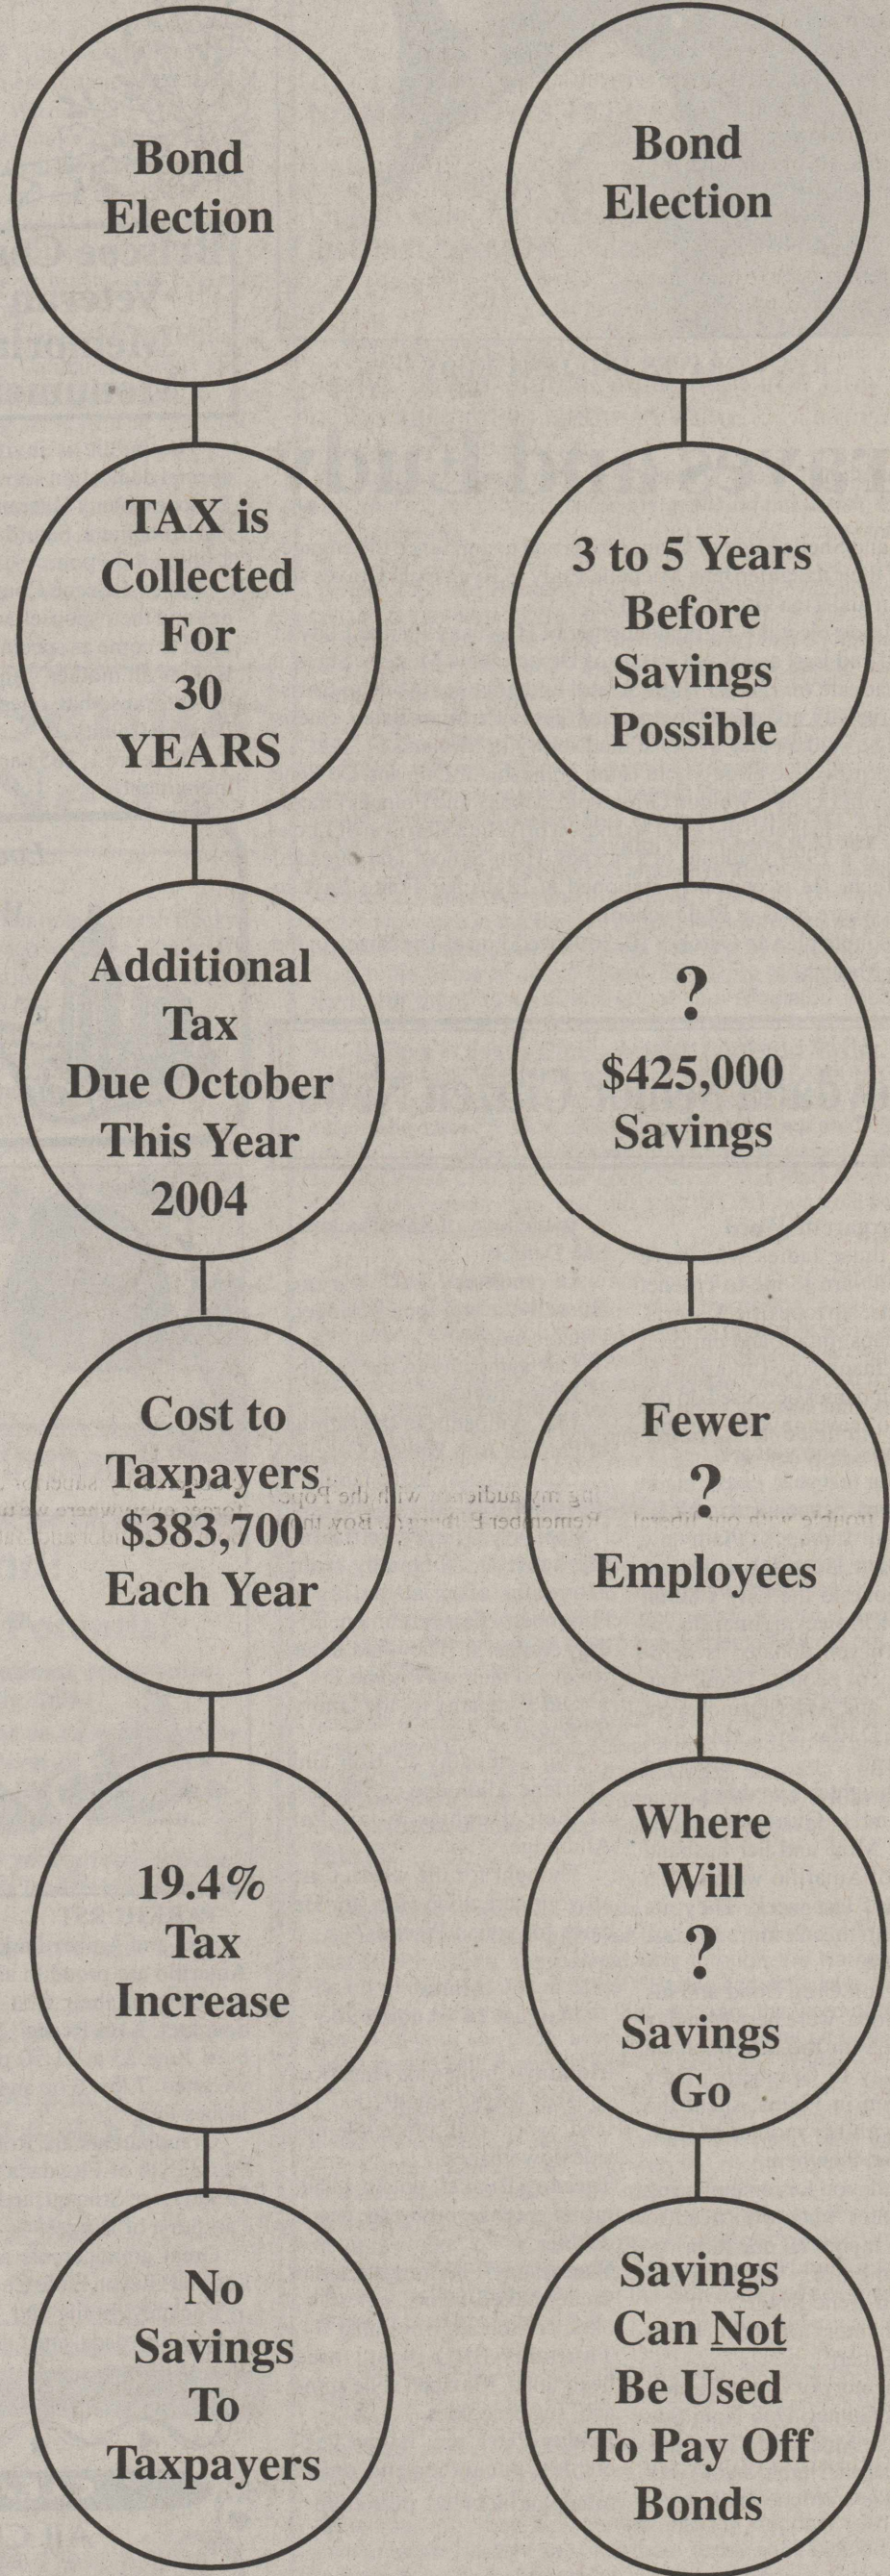 Bond
Election
TAX is
Collected
For
30
YEARS
Additional
Tax
Due October
This Year
2004
Cost to
Taxpayers
$383,700
Each Year
19.4%
Tax
Increase
No
Savings
To
Taxpayers
Bond
Election
3 to 5 Years
Before
Savings
Possible
?
$425,000
Savings
Fewer
?
Employees
Where
Will
?
Savings
Go
Savings
Can Not
Be Used
To Pay Off
Bonds